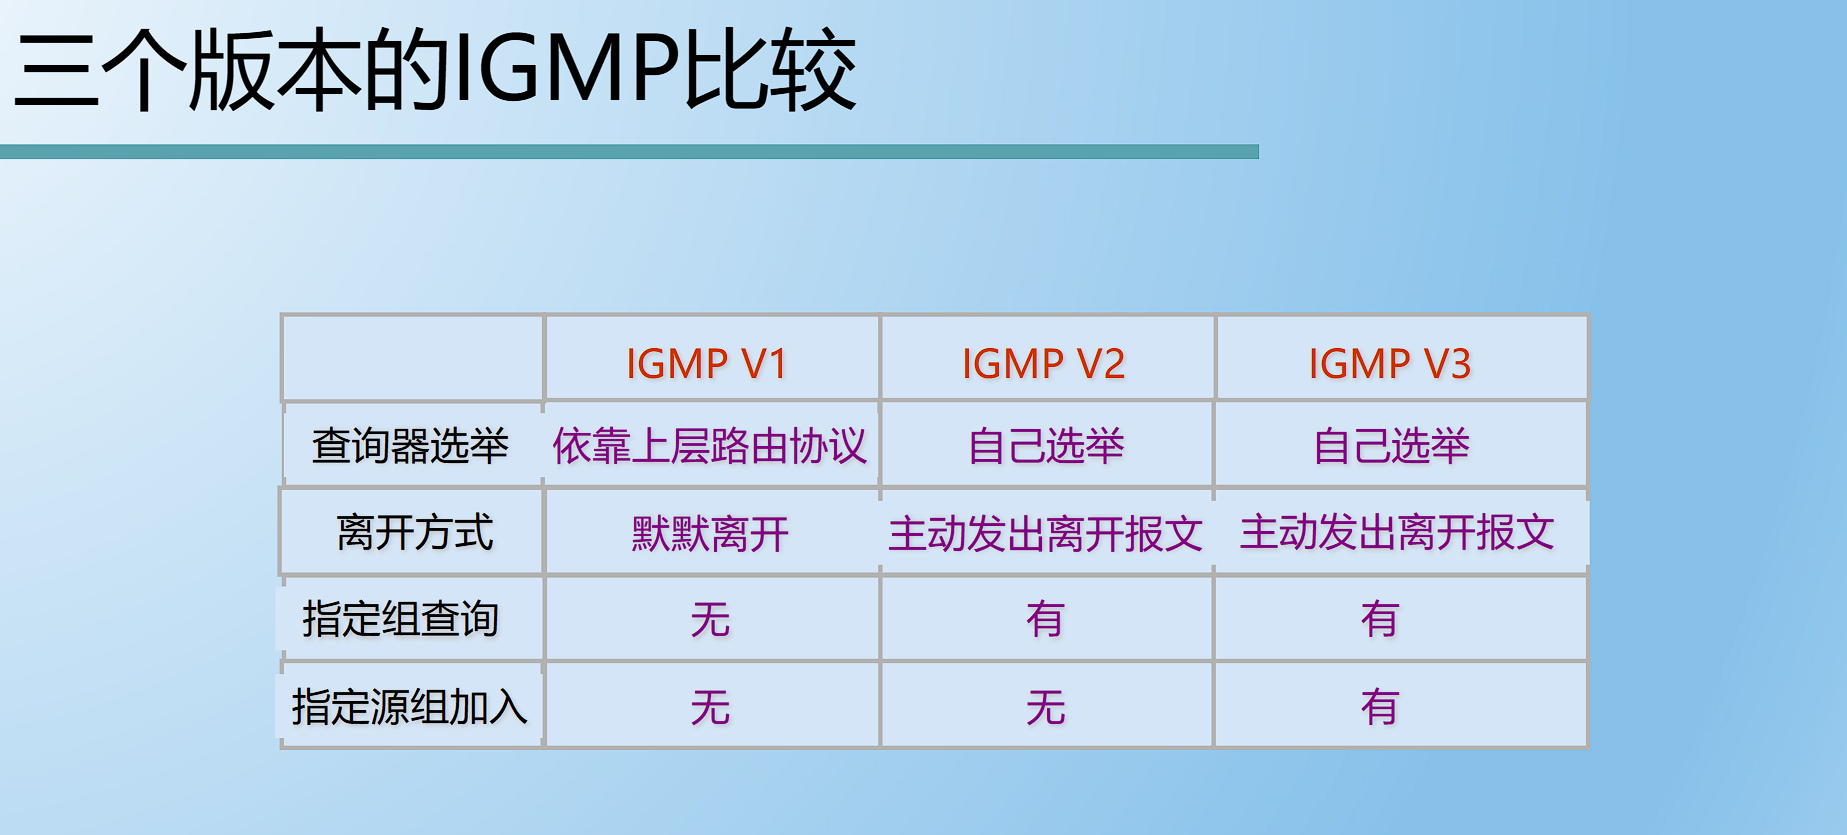 三个版本的IGMP比较
IGMP V1 IGMP V2 IGMP V3
查询器选举 依靠上层路由协议 自己选举 自己选举
离开方式 默默离开 主动发出离开报文 主动发出离开报文
指定组查询 无 有 有
指定源组加入 无 无 有